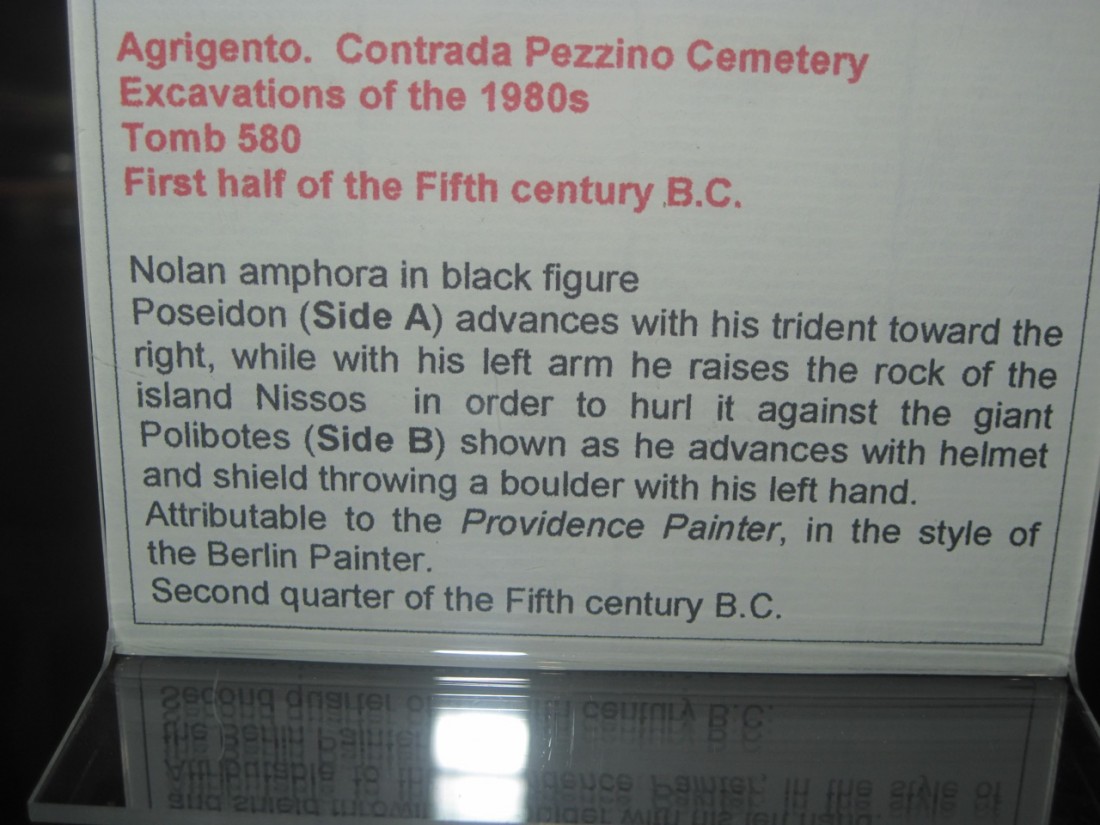 Agrigento. Contrada Pezzino Cemetery
Excavations of the 1980s
Tomb 580
First half of the Fifth century B.C.
Nolan amphora in black figure
Poseidon (Side A) advances with his trident toward the
right, while with his left arm he raises the rock of the
island Nissos in order to hurl it against the giant
Polibotes (Side B) shown as he advances with helmet
and shield throwing a boulder with his left hand.
Attributable to the Providence Painter, in the style of
the Berlin Painter.
Second quarter of the Fifth century B.C.